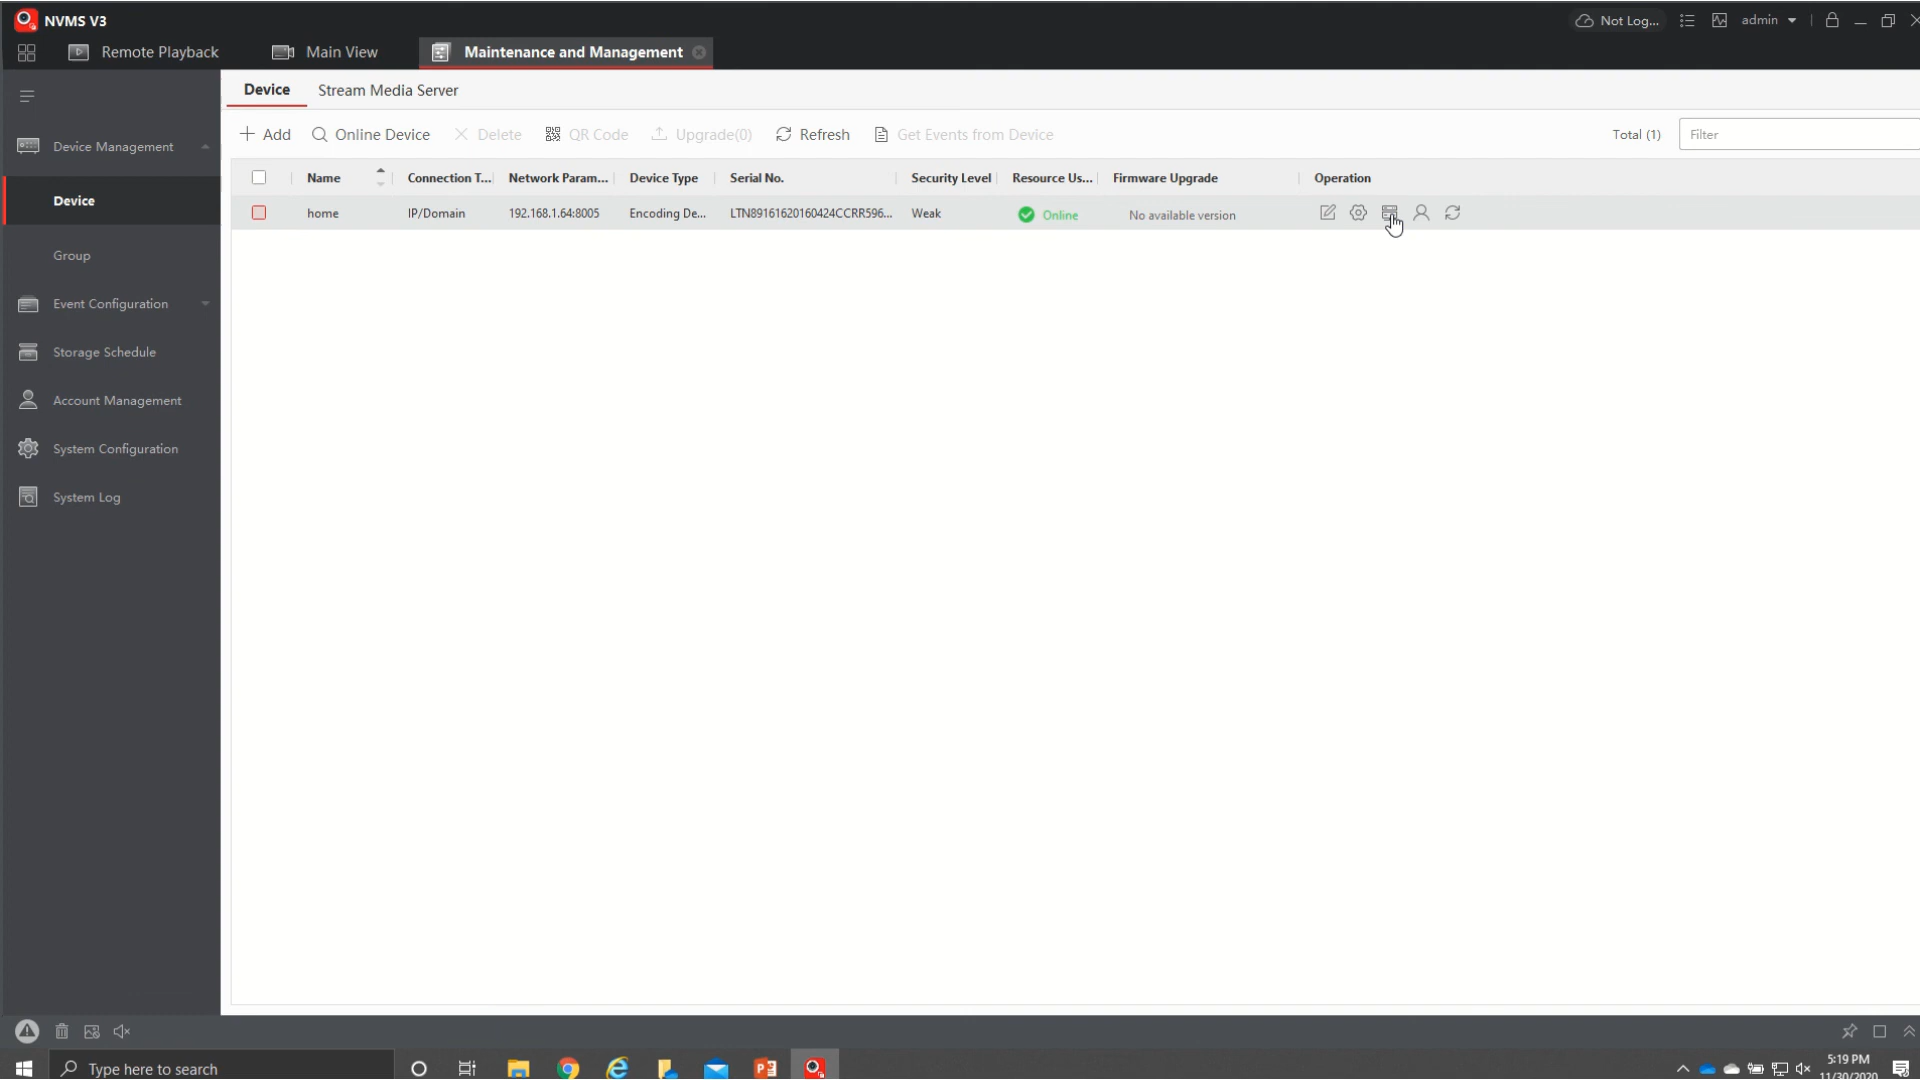 NVMS V3
Not Log...
admin
Remote Playback
Main View
Maintenance and Management
Device
Stream Media Server
Add
Online Device
Delete
QR Code
Upgrade(0)
Refresh
Get Events from Device
Total (1)
Filter
Device Management
Device
Group
Event Configuration
Storage Schedule
Account Management
System Configuration
System Log
Name
Connection T...
Network Param...
Device Type
Serial No.
Security Level
Resource Us...
Firmware Upgrade
Operation
home
IP/Domain
192.168.1.64:8005
Encoding De...
LTN89161620160424CCRR596...
Weak
Online
No available version
Type here to search
5:19 PM
11/30/2020